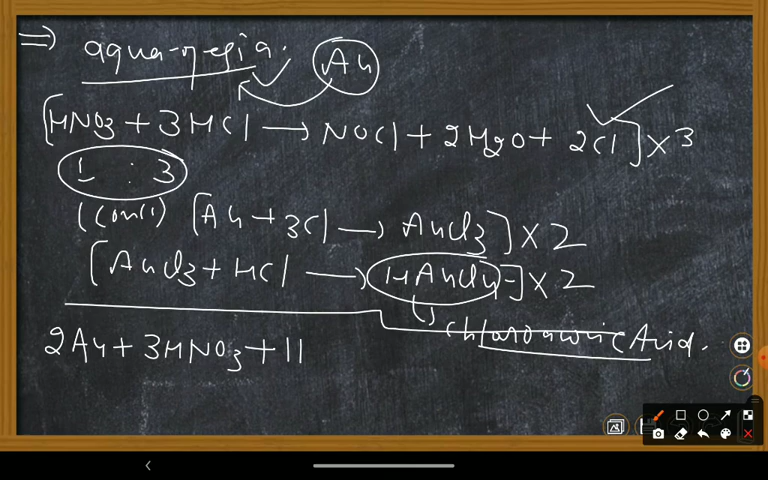 ⇒ aqua-regia. Au
[HNO3 + 3HCl → NOCl + 2H2O + 2Cl] × 3
1 : 3
(conc) [Au + 3Cl → AuCl3] × 2
[AuCl3 + HCl → HAuCl4] × 2
chloroauric Acid.
2Au + 3HNO3 + 11